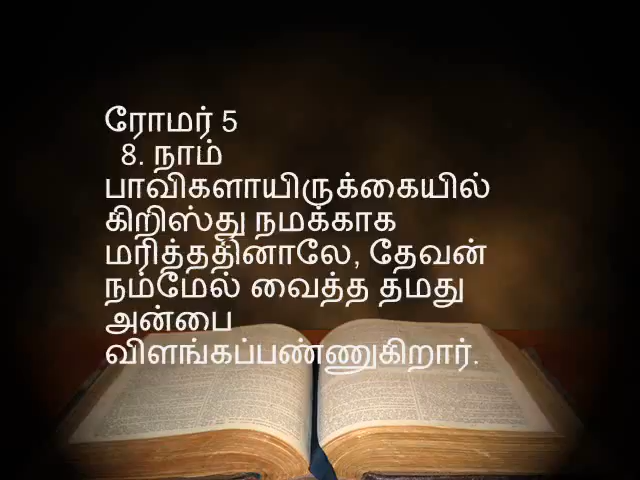 ரோமர் 5
8. நாம்
பாவிகளாயிருக்கையில்
கிறிஸ்து நமக்காக
மரித்ததினாலே, தேவன்
நம்மேல் வைத்த தமது
அன்பை
விளங்கப்பண்ணுகிறார்.